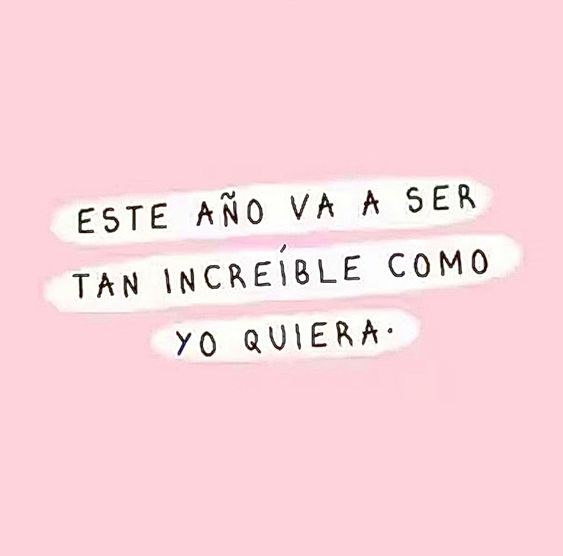 ESTE AÑO VA A SER
TAN INCREÍBLE COMO
YO QUIERA.